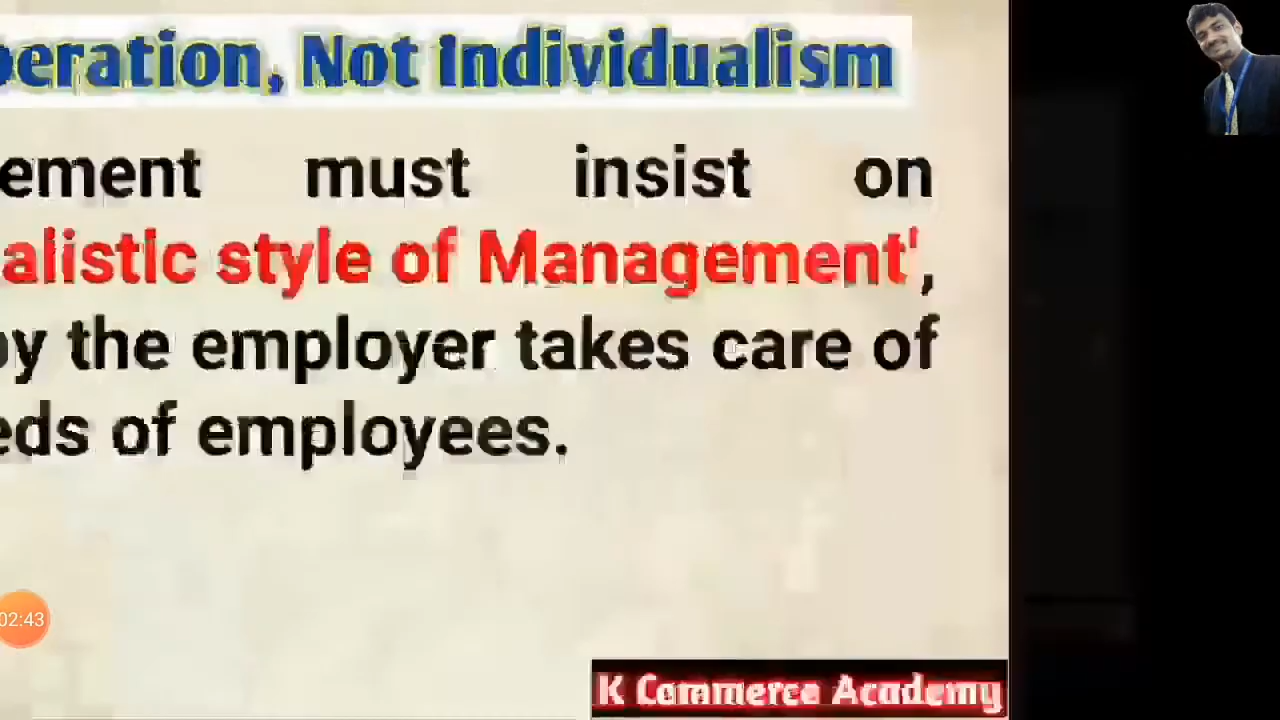 peration, Not Individualism
ement must insist on
alistic style of Management',
by the employer takes care of
eds of employees.
02:43
K Commerce Academy